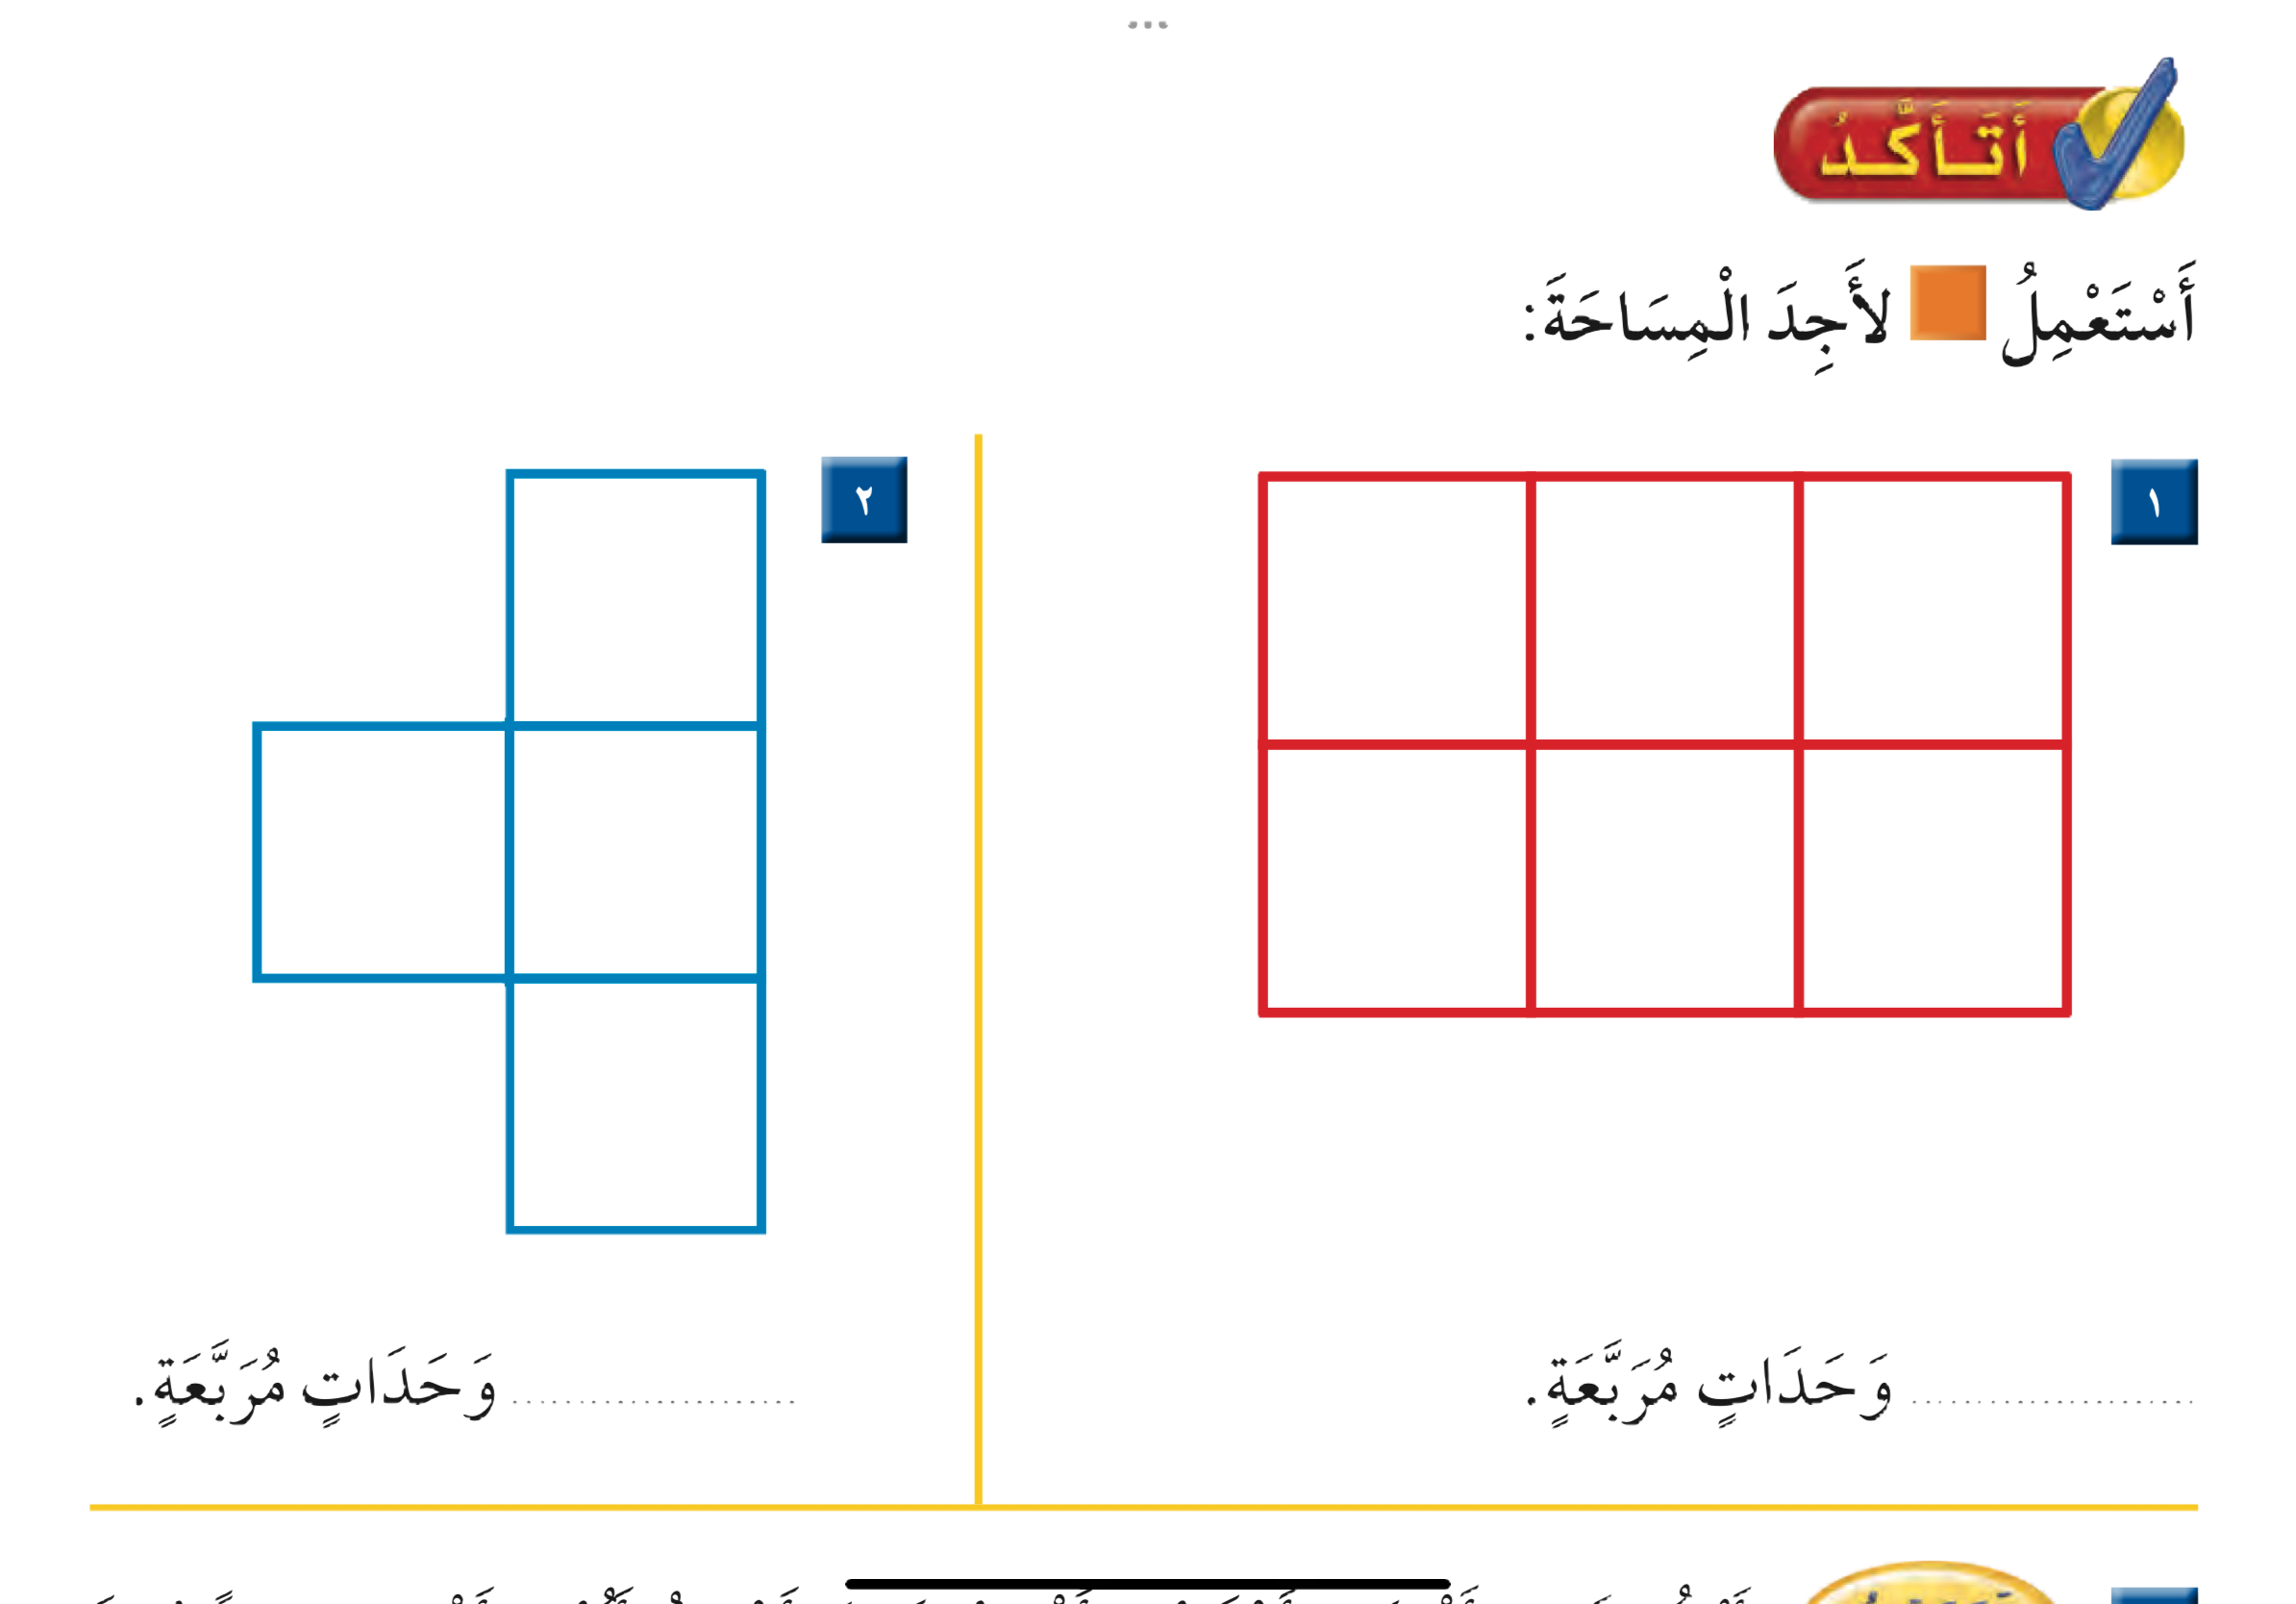 أَتَأَكَّدُ
أَسْتَعْمِلُ لأَجِدَ الْمِسَاحَةَ:
١
٢
.................... وَحَدَاتٍ مُرَبَّعَةٍ.
.................... وَحَدَاتٍ مُرَبَّعَةٍ.